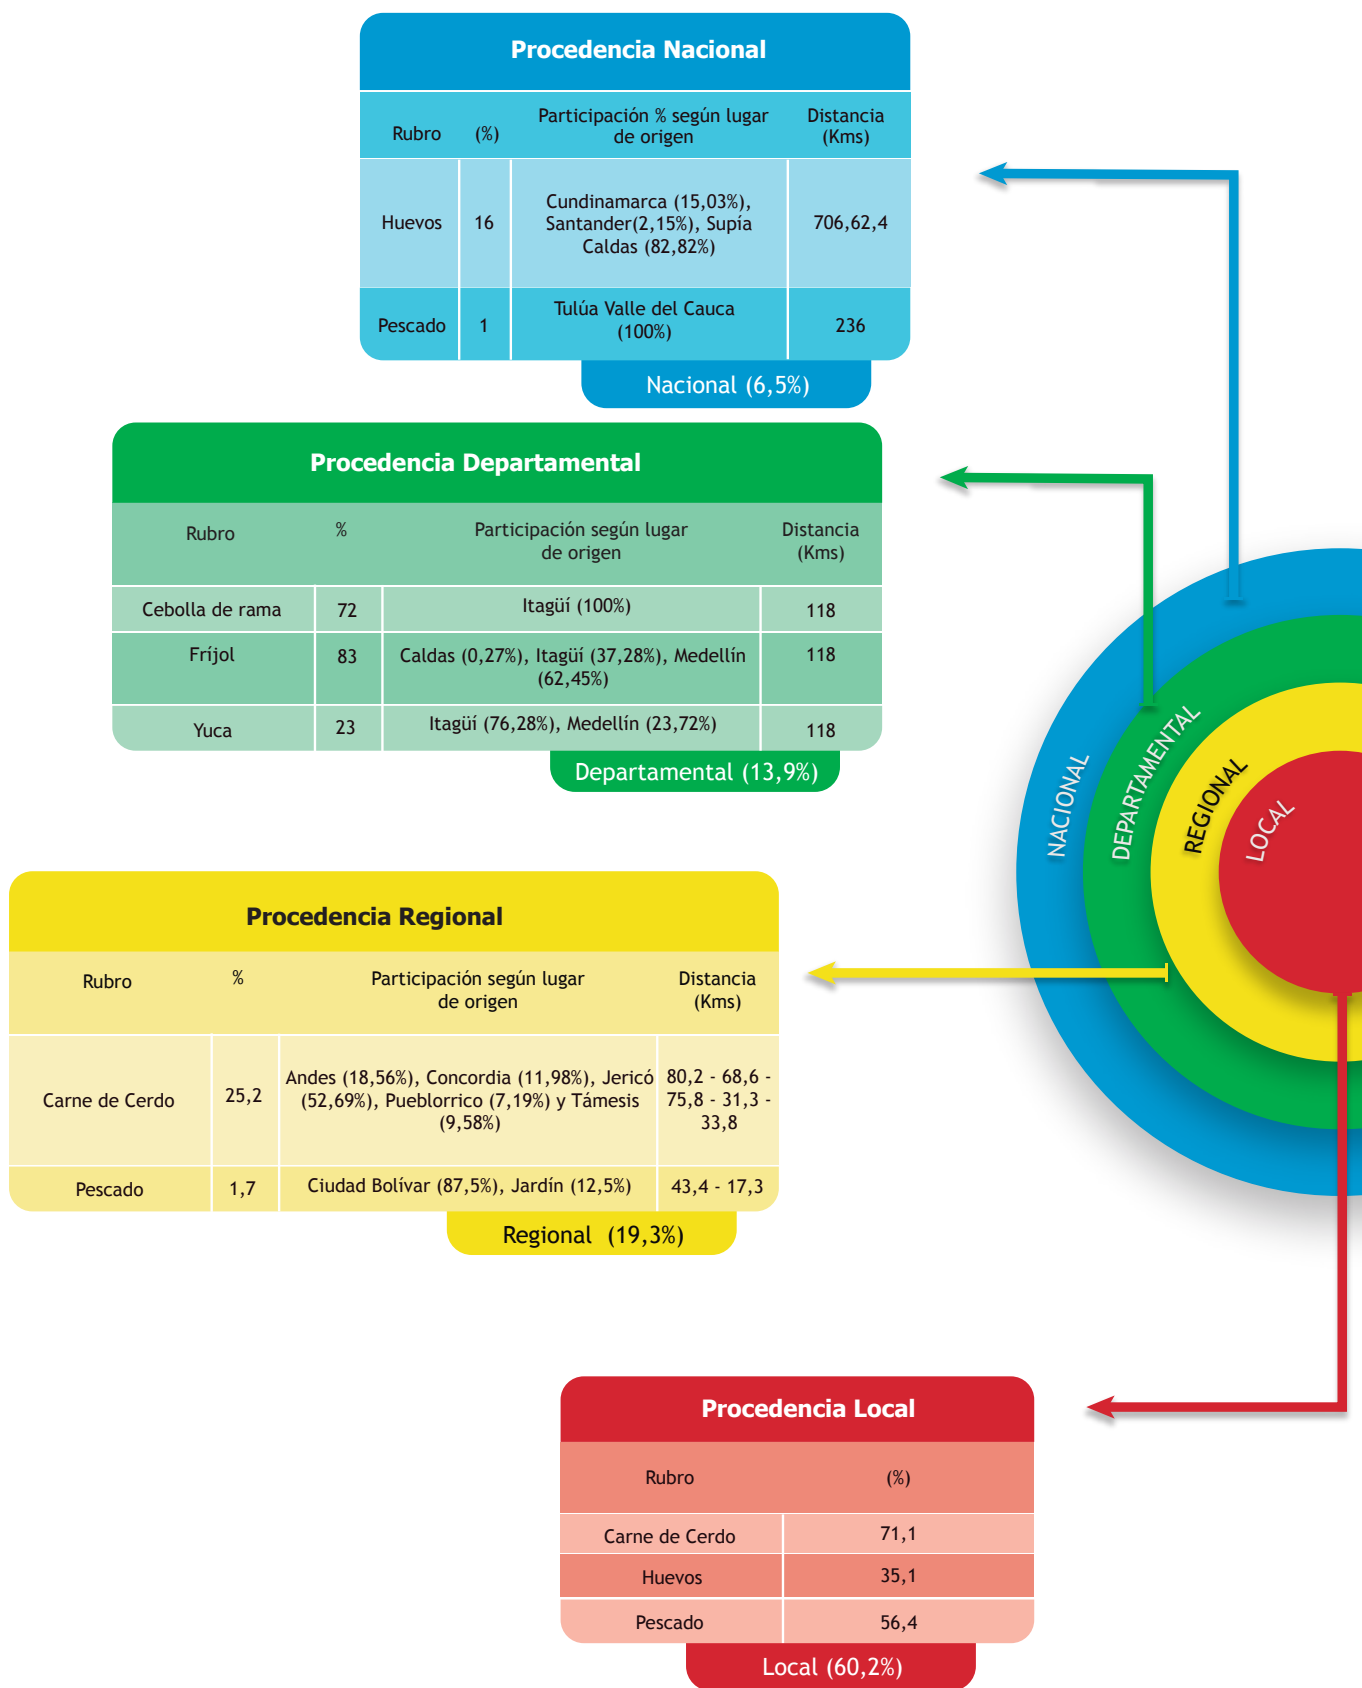 Procedencia Nacional
Rubro (%) Participación % según lugar de origen Distancia (Kms)
Huevos 16 Cundinamarca (15,03%), Santander(2,15%), Supía Caldas (82,82%) 706,62,4
Pescado 1 Tulúa Valle del Cauca (100%) 236
Nacional (6,5%)
Procedencia Departamental
Rubro % Participación según lugar de origen Distancia (Kms)
Cebolla de rama 72 Itagüí (100%) 118
Fríjol 83 Caldas (0,27%), Itagüí (37,28%), Medellín (62,45%) 118
Yuca 23 Itagüí (76,28%), Medellín (23,72%) 118
Departamental (13,9%)
NACIONAL
DEPARTAMENTAL
REGIONAL
LOCAL
Procedencia Regional
Rubro % Participación según lugar de origen Distancia (Kms)
Carne de Cerdo 25,2 Andes (18,56%), Concordia (11,98%), Jericó (52,69%), Pueblorrico (7,19%) y Támesis (9,58%) 80,2 - 68,6 - 75,8 - 31,3 - 33,8
Pescado 1,7 Ciudad Bolívar (87,5%), Jardín (12,5%) 43,4 - 17,3
Regional (19,3%)
Procedencia Local
Rubro (%)
Carne de Cerdo 71,1
Huevos 35,1
Pescado 56,4
Local (60,2%)